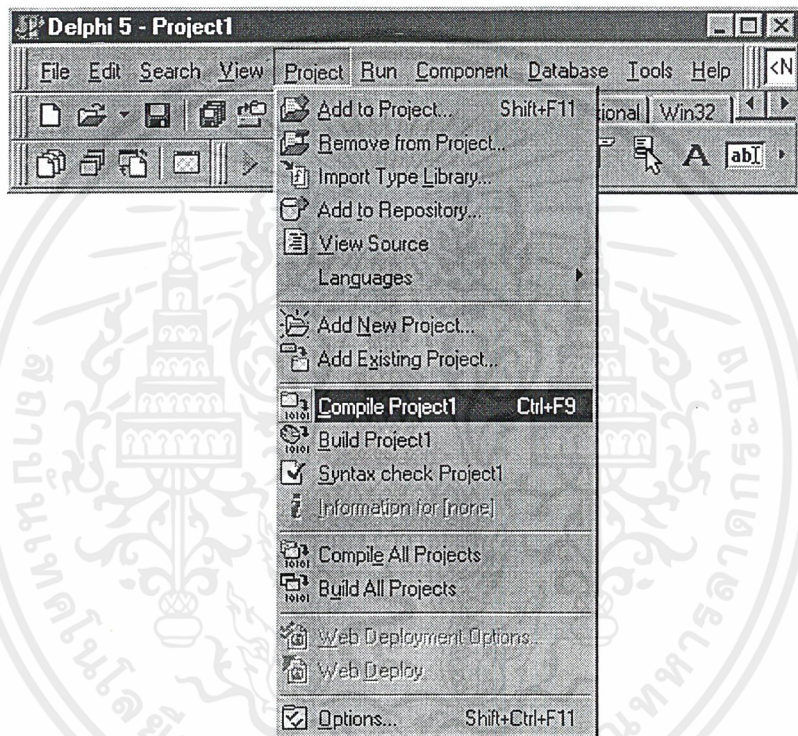 Delphi 5 - Project1
File Edit Search View Project Run Component Database Tools Help <N
Add to Project... Shift+F11
Remove from Project...
Import Type Library...
Add to Repository...
View Source
Languages
Add New Project...
Add Existing Project...
Compile Project1 Ctrl+F9
Build Project1
Syntax check Project1
Information for [none]
Compile All Projects
Build All Projects
Web Deployment Options...
Web Deploy
Options... Shift+Ctrl+F11
ional Win32
A ab